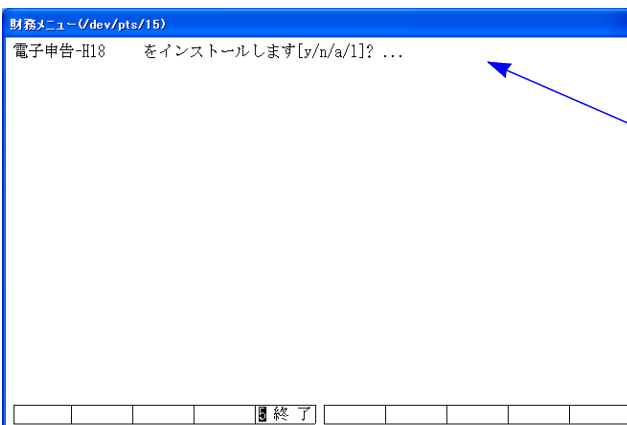 財務メニュー(/dev/pts/15)
電子申告-H18 をインストールします[y/n/a/l]? ...
5 終 了